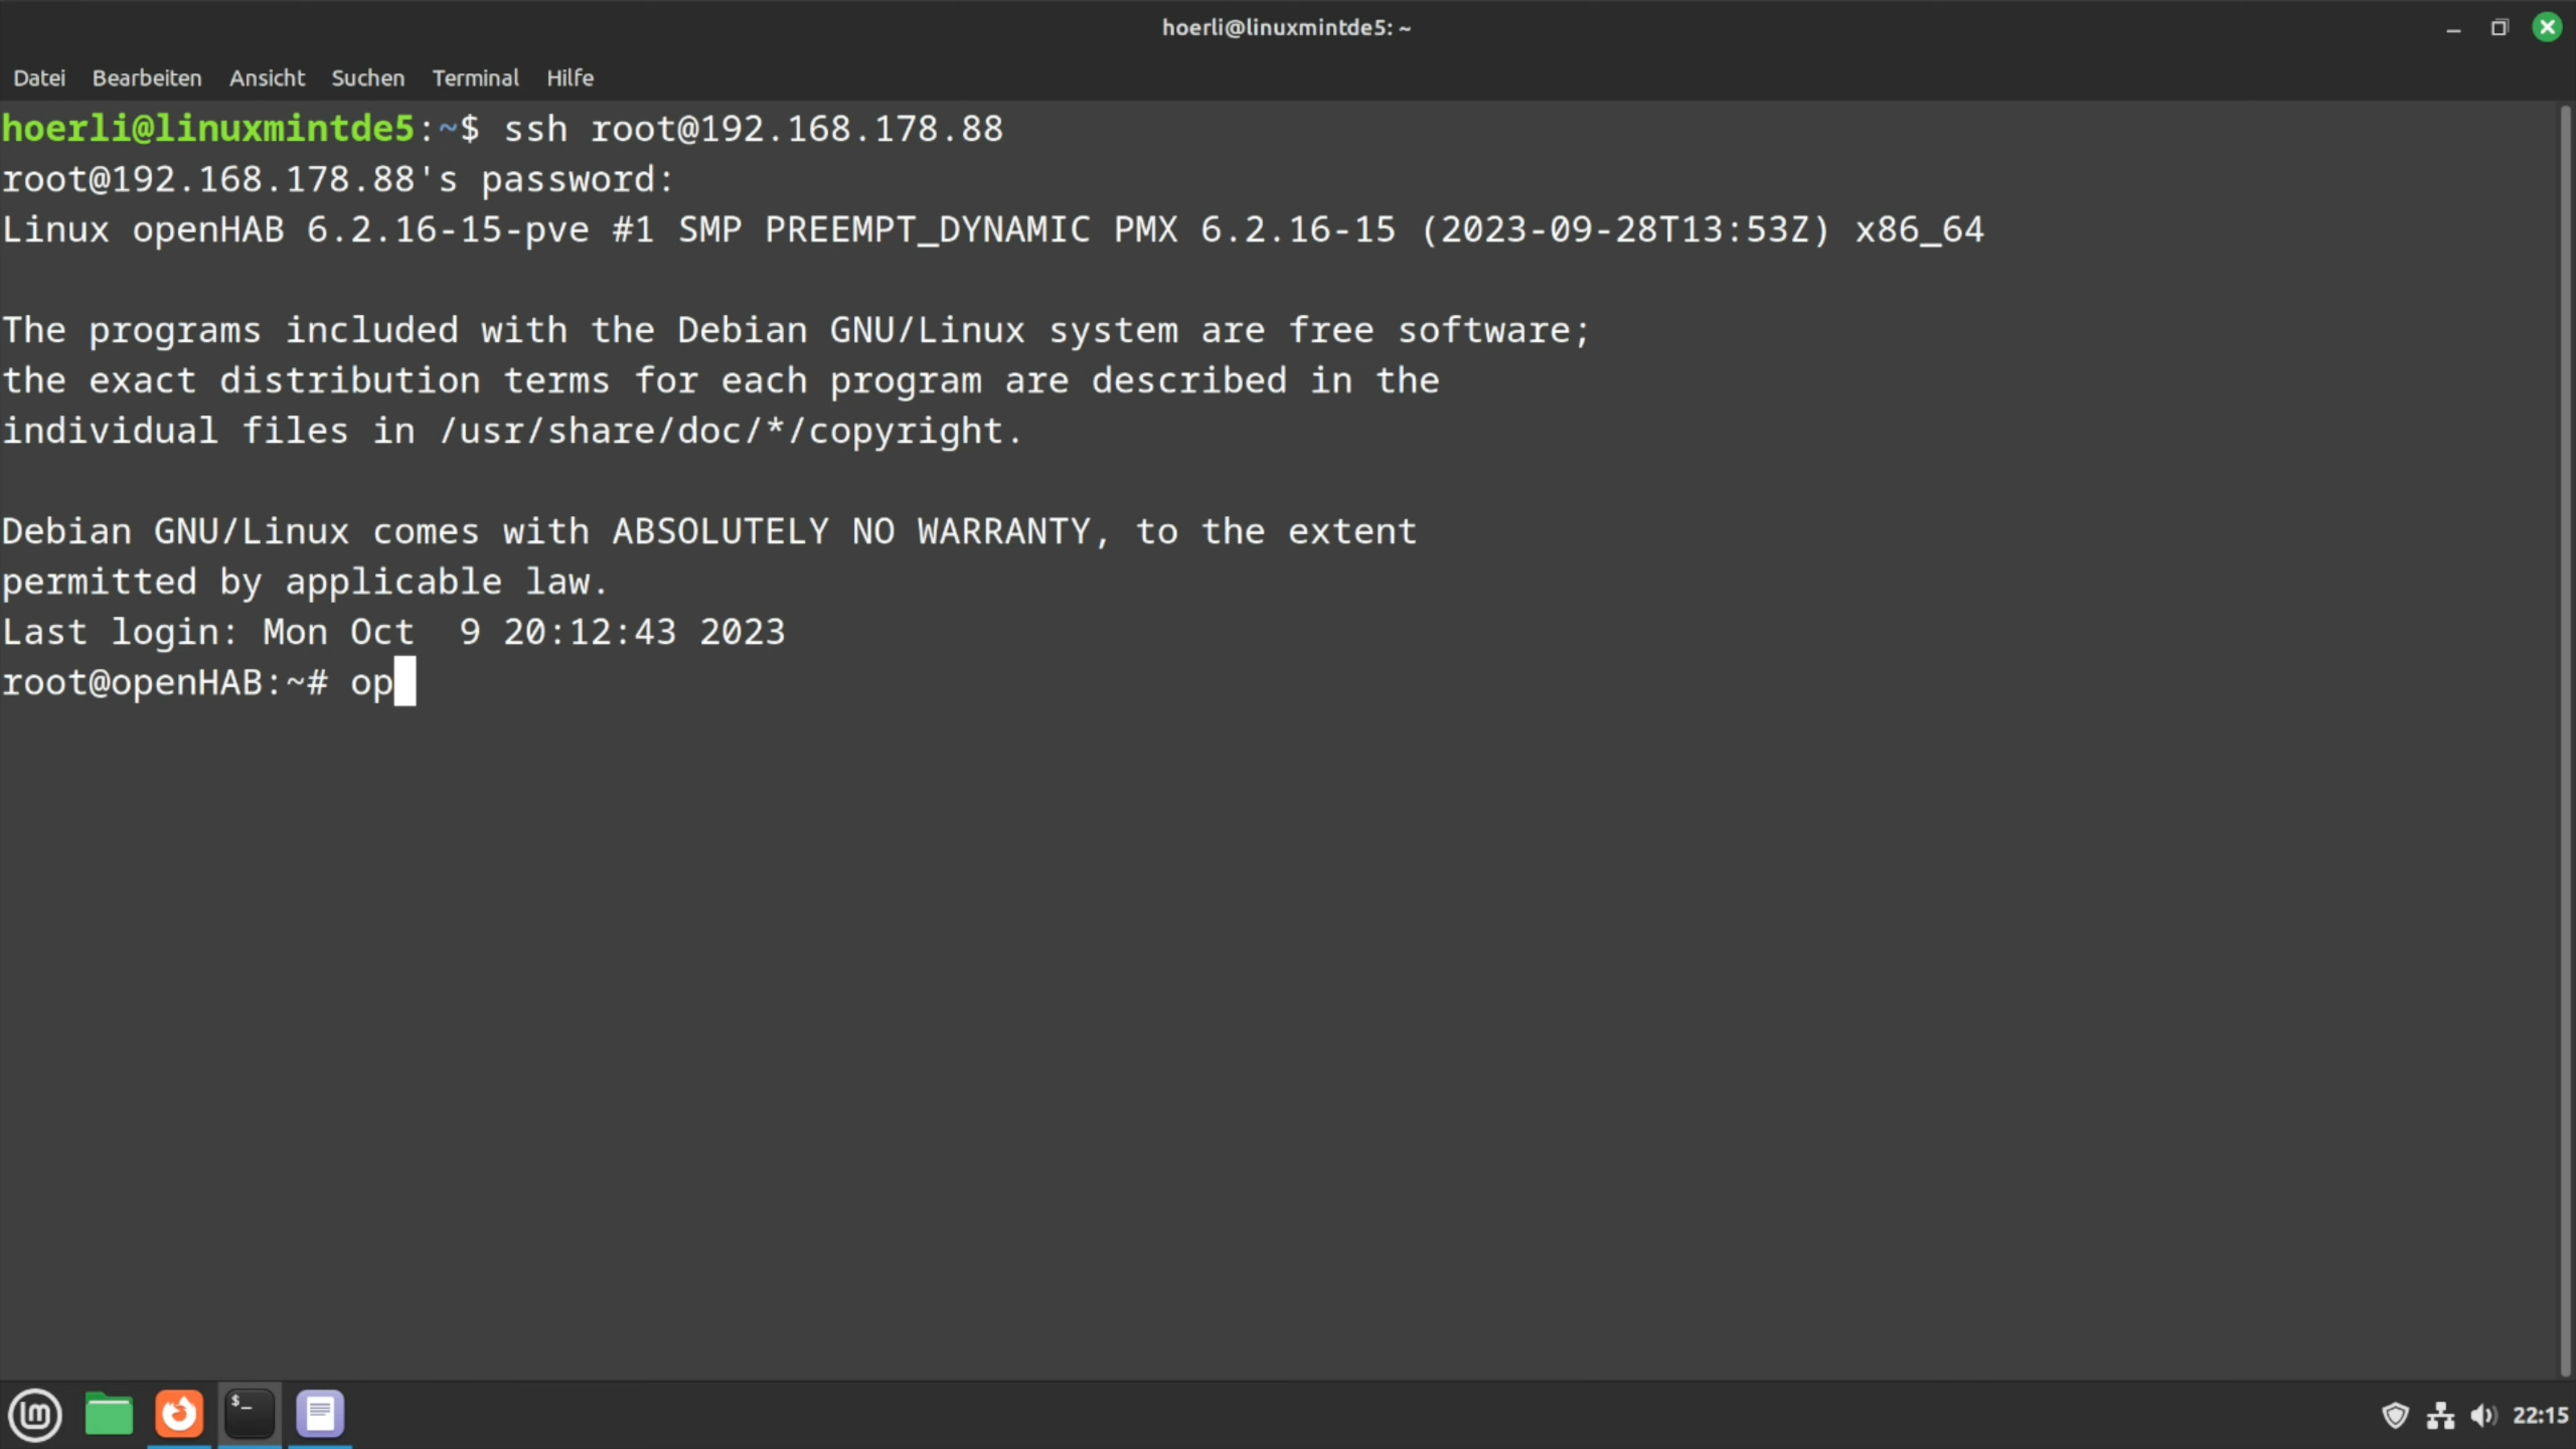 hoerli@linuxmintde5: ~
Datei Bearbeiten Ansicht Suchen Terminal Hilfe
hoerli@linuxmintde5:~$ ssh root@192.168.178.88
root@192.168.178.88's password:
Linux openHAB 6.2.16-15-pve #1 SMP PREEMPT_DYNAMIC PMX 6.2.16-15 (2023-09-28T13:53Z) x86_64
The programs included with the Debian GNU/Linux system are free software;
the exact distribution terms for each program are described in the
individual files in /usr/share/doc/*/copyright.
Debian GNU/Linux comes with ABSOLUTELY NO WARRANTY, to the extent
permitted by applicable law.
Last login: Mon Oct  9 20:12:43 2023
root@openHAB:~# op
$_
22:15